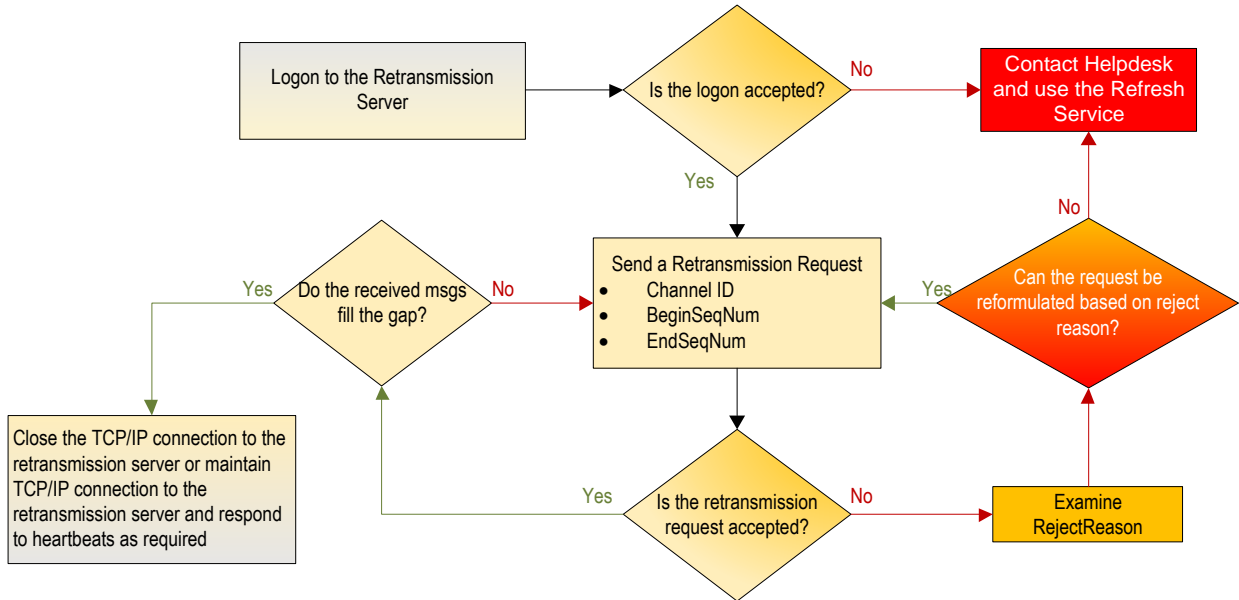 Logon to the Retransmission
Server
Is the logon accepted?
No
Contact Helpdesk
and use the Refresh
Service
Yes
No
Send a Retransmission Request
• Channel ID
• BeginSeqNum
• EndSeqNum
Yes
Do the received msgs
fill the gap?
No
Yes
Can the request be
reformulated based on reject
reason?
Close the TCP/IP connection to the
retransmission server or maintain
TCP/IP connection to the
retransmission server and respond
to heartbeats as required
Yes
Is the retransmission
request accepted?
No
Examine
RejectReason